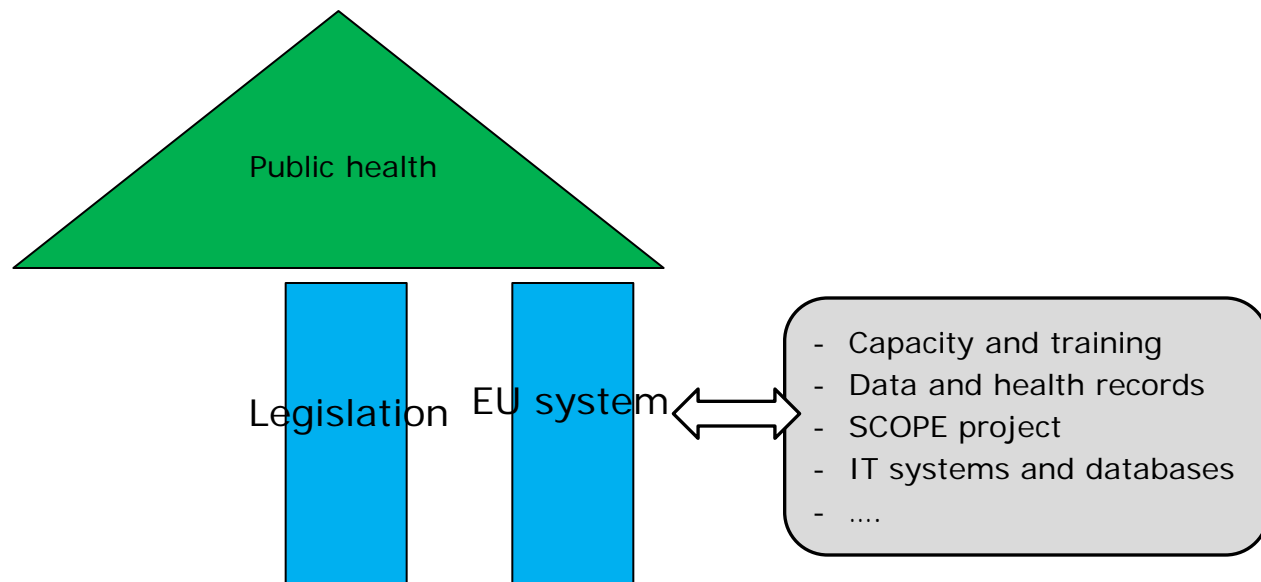 Public health
Legislation
EU system
- Capacity and training
- Data and health records
- SCOPE project
- IT systems and databases
- ....